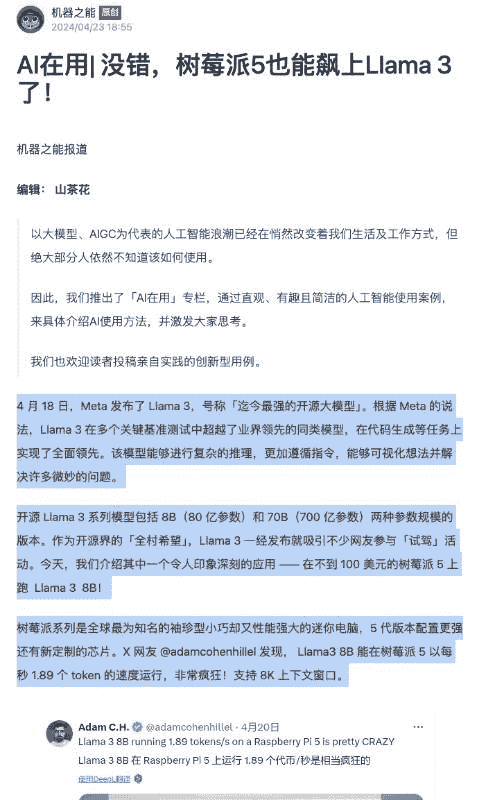 机器之能 原创
2024/04/23 18:55
AI在用| 没错，树莓派5也能飙上Llama 3
了！
机器之能报道
编辑： 山茶花
以大模型、AIGC为代表的人工智能浪潮已经在悄然改变着我们生活及工作方式，但
绝大部分人依然不知道该如何使用。
因此，我们推出了「AI在用」专栏，通过直观、有趣且简洁的人工智能使用案例，
来具体介绍AI使用方法，并激发大家思考。
我们也欢迎读者投稿亲自实践的创新型用例。
4 月 18 日，Meta 发布了 Llama 3，号称「迄今最强的开源大模型」。根据 Meta 的说
法，Llama 3 在多个关键基准测试中超越了业界领先的同类模型，在代码生成等任务上
实现了全面领先。该模型能够进行复杂的推理，更加遵循指令，能够可视化想法并解
决许多微妙的问题。
开源 Llama 3 系列模型包括 8B（80 亿参数）和 70B（700 亿参数）两种参数规模的
版本。作为开源界的「全村希望」，Llama 3 一经发布就吸引不少网友参与「试驾」活
动。今天，我们介绍其中一个令人印象深刻的应用 —— 在不到 100 美元的树莓派 5 上
跑 Llama 3 8B！
树莓派系列是全球最为知名的袖珍型小巧却又性能强大的迷你电脑，5 代版本配置更强
还有新定制的芯片。X 网友 @adamcohenhillel 发现， Llama3 8B 能在树莓派 5 以每
秒 1.89 个 token 的速度运行，非常疯狂！支持 8K 上下文窗口。
Adam C.H. @adamcohenhillel · 4月20日
Llama 3 8B running 1.89 tokens/s on a Raspberry Pi 5 is pretty CRAZY
Llama 3 8B 在 Raspberry Pi 5 上运行 1.89 个代币/秒是相当疯狂的
使用DeepL翻译